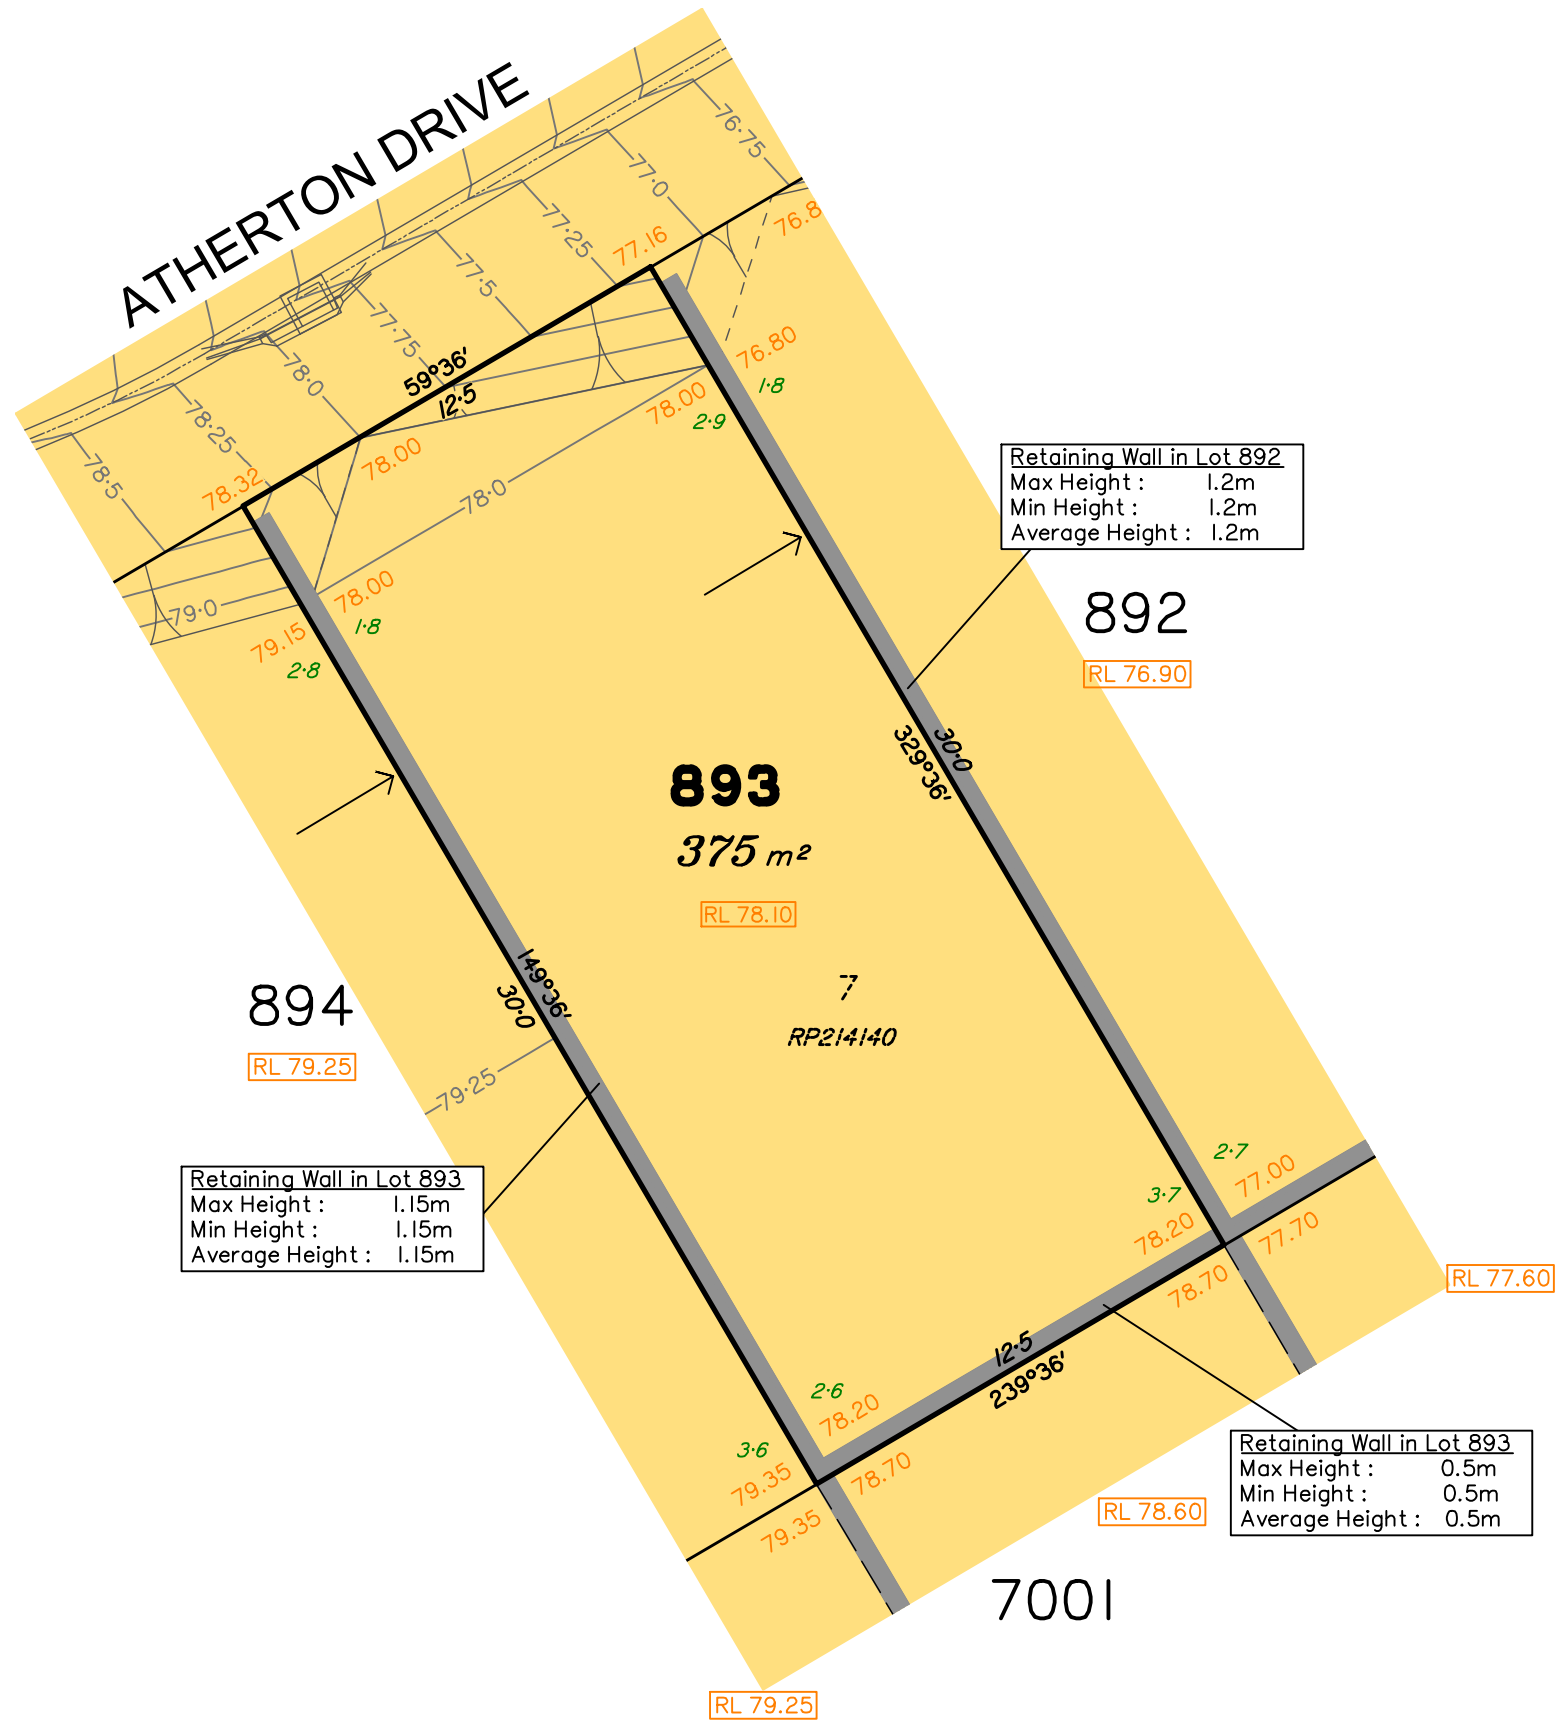 ATHERTON DRIVE
76·75
77·0
77·25
77·5
77·75
78·0
78·25
78·5
76.8
77.16
59°36'
12·5
78.00
78.32
76.80
1·8
78.00
2·9
78·0
78.00
1·8
79·0
79.15
2·8
Retaining Wall in Lot 892
Max Height : 1.2m
Min Height : 1.2m
Average Height : 1.2m
892
RL 76.90
30·0
329°36'
893
375 m²
RL 78.10
7
RP214140
149°36'
30·0
894
RL 79.25
79·25
Retaining Wall in Lot 893
Max Height : 1.15m
Min Height : 1.15m
Average Height : 1.15m
2·7
77.00
3·7
78.20
77.70
78.70
RL 77.60
12·5
239°36'
2·6
78.20
3·6
79.35
78.70
79.35
Retaining Wall in Lot 893
Max Height : 0.5m
Min Height : 0.5m
Average Height : 0.5m
RL 78.60
7001
RL 79.25